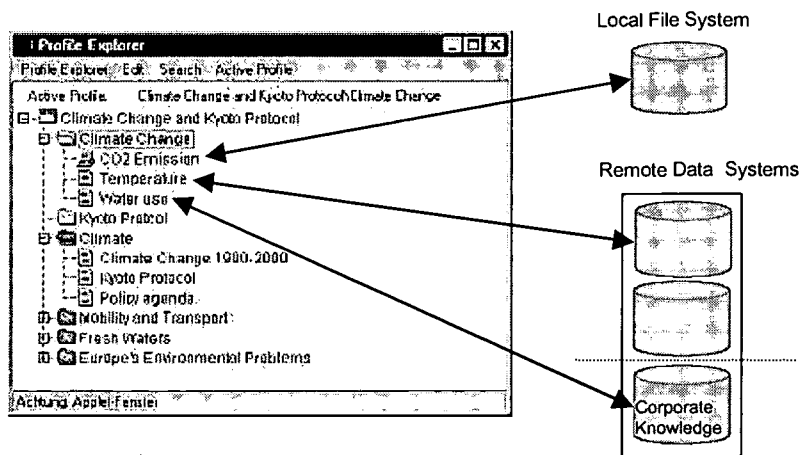 Profile Explorer
Profile Explorer Edit Search Active Profile
Active Profile Climate Change and Kyoto Protocol\Climate Change
Climate Change and Kyoto Protocol
Climate Change
CO2 Emission
Temperature
Water use
Kyoto Protcol
Climate
Climate Change 1990-2000
Kyoto Protocol
Policy agenda
Mobility and Transport
Fresh Waters
Europe's Environmental Problems
Achtung: Applet-Fenster
Local File System
Remote Data Systems
Corporate
Knowledge